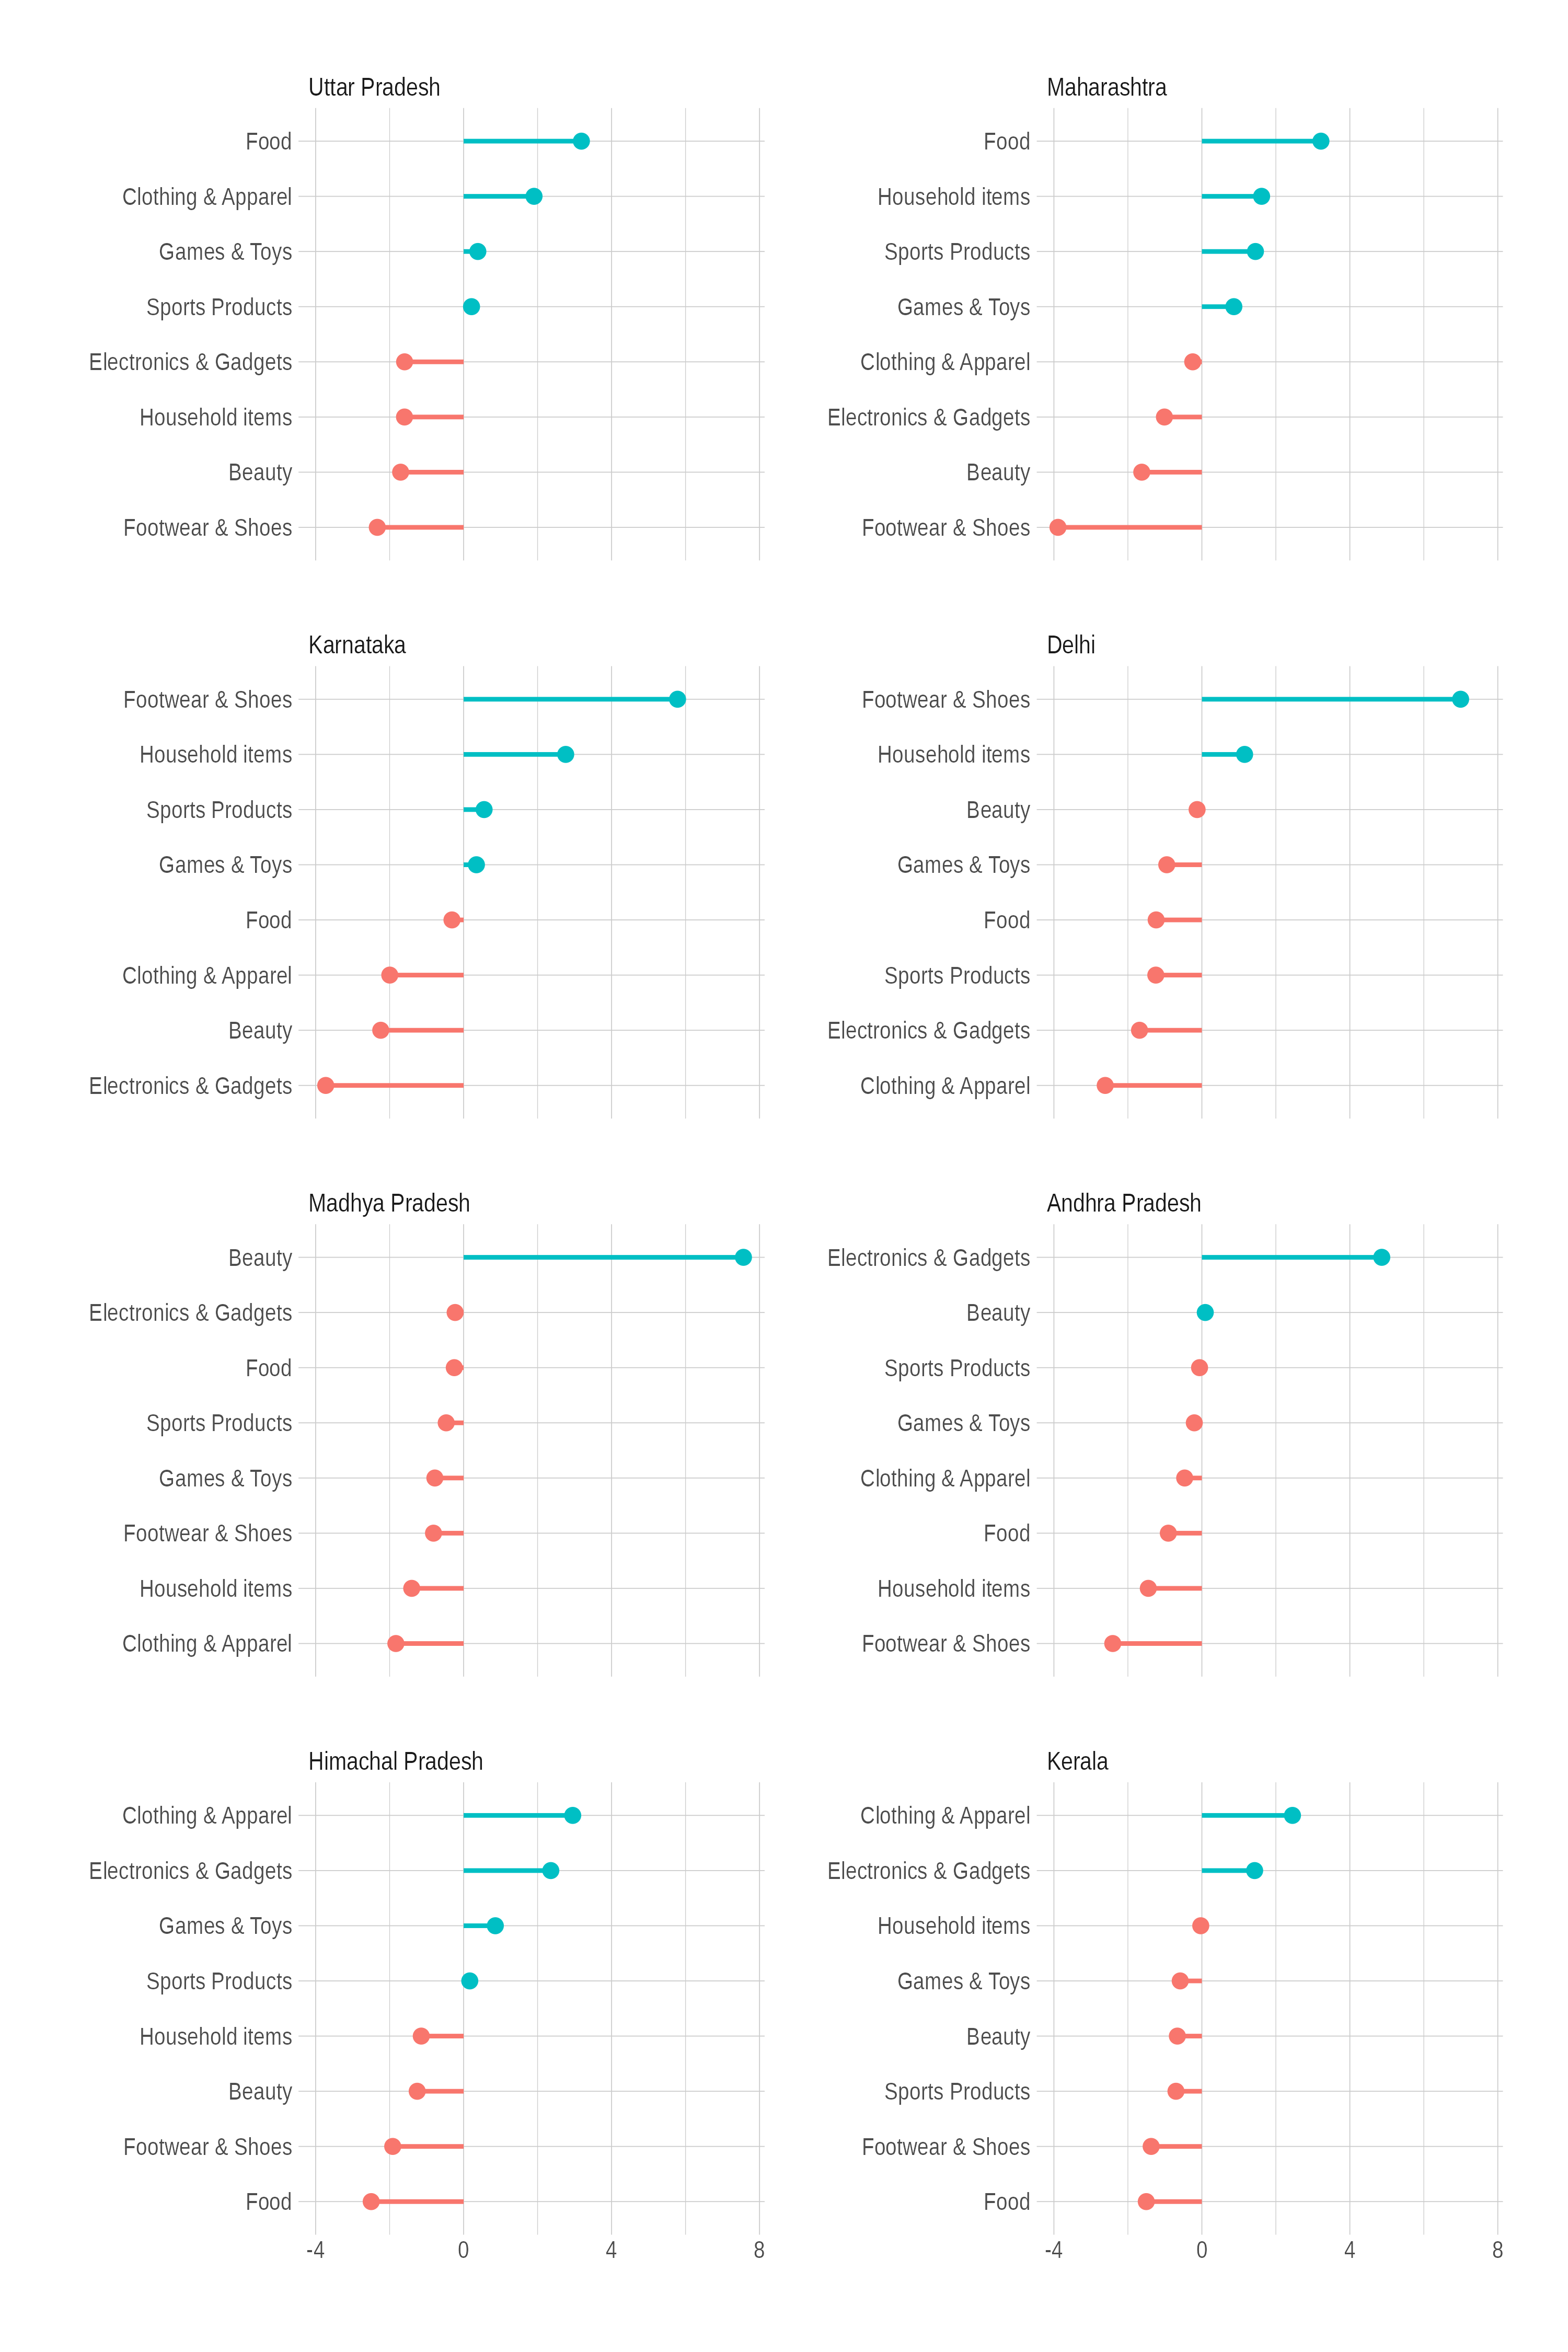 Uttar Pradesh
Food
Clothing & Apparel
Games & Toys
Sports Products
Electronics & Gadgets
Household items
Beauty
Footwear & Shoes
Maharashtra
Food
Household items
Sports Products
Games & Toys
Clothing & Apparel
Electronics & Gadgets
Beauty
Footwear & Shoes
Karnataka
Footwear & Shoes
Household items
Sports Products
Games & Toys
Food
Clothing & Apparel
Beauty
Electronics & Gadgets
Delhi
Footwear & Shoes
Household items
Beauty
Games & Toys
Food
Sports Products
Electronics & Gadgets
Clothing & Apparel
Madhya Pradesh
Beauty
Electronics & Gadgets
Food
Sports Products
Games & Toys
Footwear & Shoes
Household items
Clothing & Apparel
Andhra Pradesh
Electronics & Gadgets
Beauty
Sports Products
Games & Toys
Clothing & Apparel
Food
Household items
Footwear & Shoes
Himachal Pradesh
Clothing & Apparel
Electronics & Gadgets
Games & Toys
Sports Products
Household items
Beauty
Footwear & Shoes
Food
-4 0 4 8
Kerala
Clothing & Apparel
Electronics & Gadgets
Household items
Games & Toys
Beauty
Sports Products
Footwear & Shoes
Food
-4 0 4 8